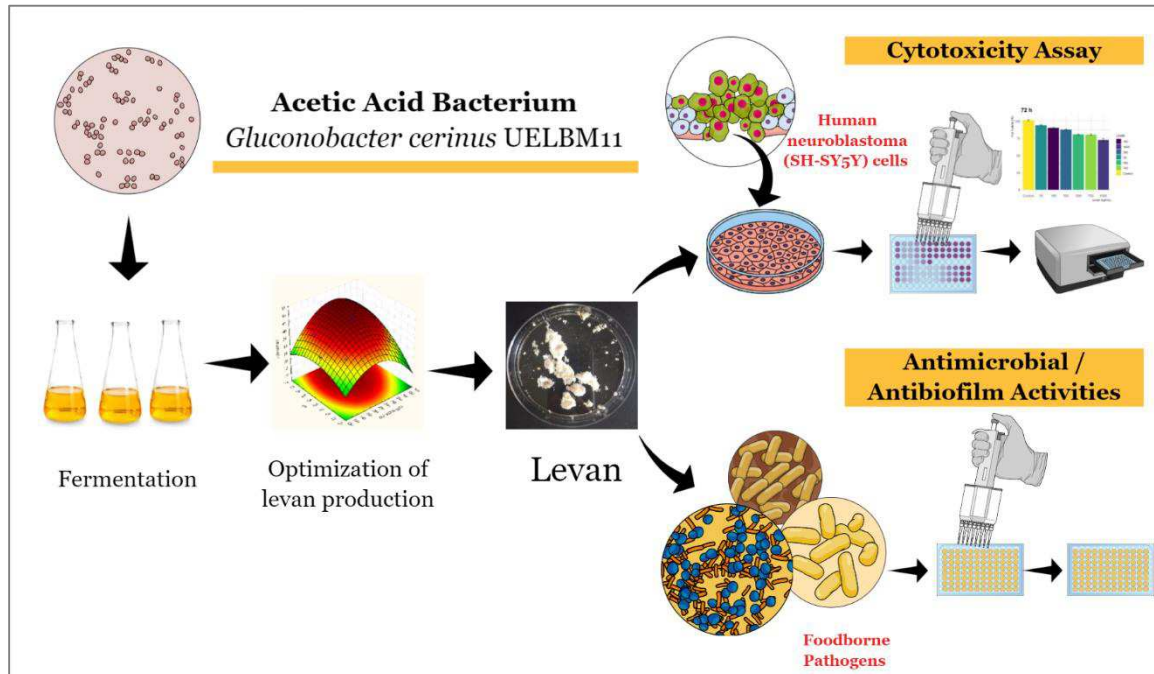 Acetic Acid Bacterium
Gluconobacter cerinus UELBM11
Cytotoxicity Assay
Human
neuroblastoma
(SH-SY5Y) cells
72 h
Fermentation
Optimization of
levan production
Levan
Antimicrobial /
Antibiofilm Activities
Foodborne
Pathogens